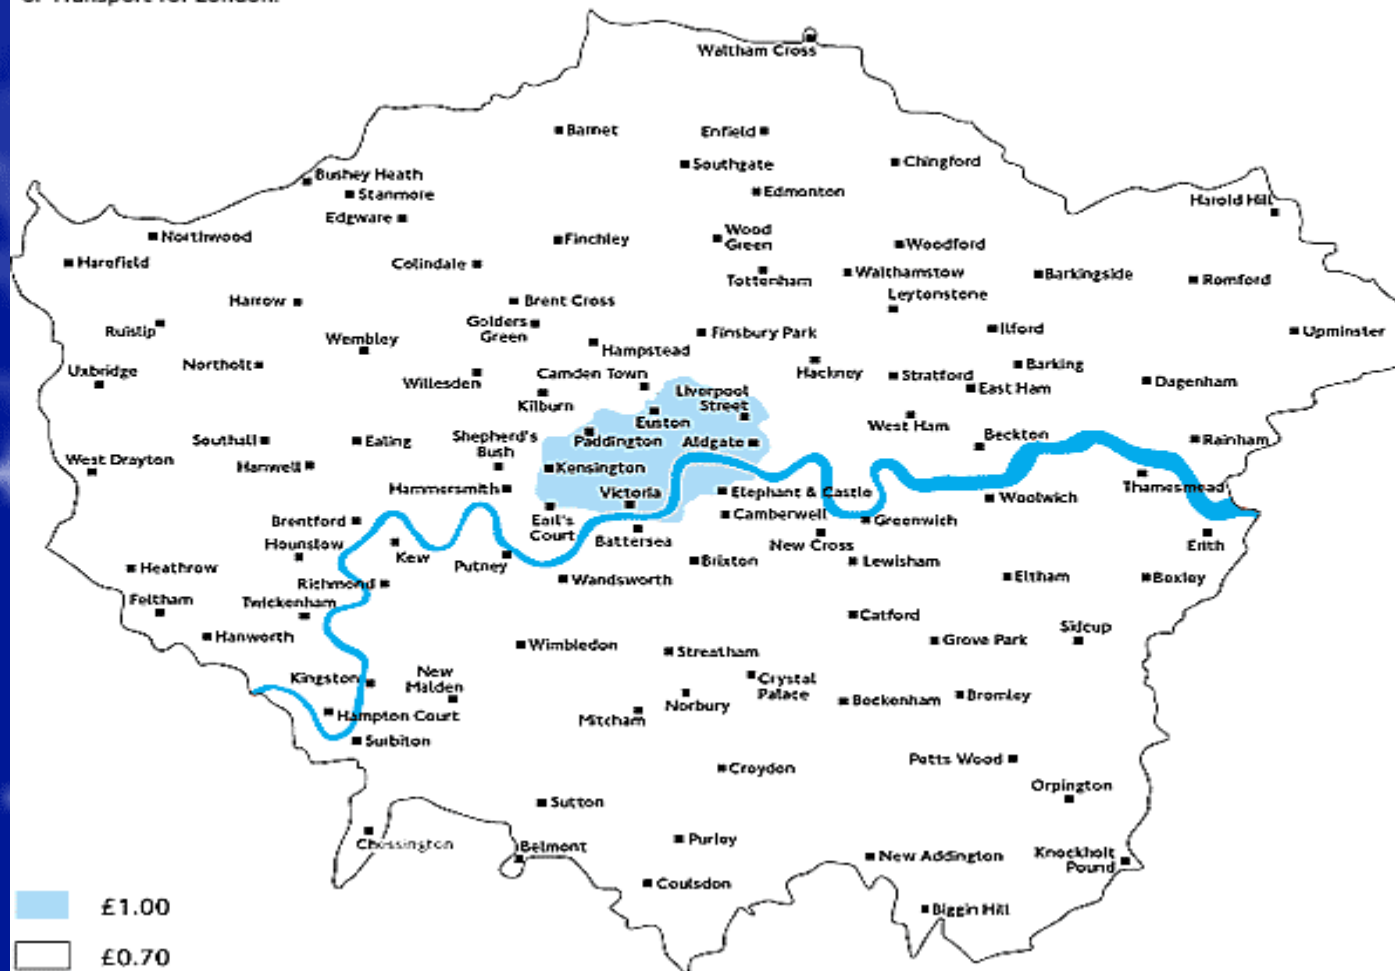 or Transport for London.
Waltham Cross
Barnet
Enfield
Southgate
Chingford
Bushey Heath
Stanmore
Edmonton
Harold Hill
Edgware
Northwood
Finchley
Wood
Green
Woodford
Harefield
Colindale
Tottenham
Walthamstow
Barkingside
Romford
Harrow
Brent Cross
Leytonstone
Ruislip
Golders
Green
Finsbury Park
Ilford
Upminster
Wembley
Hampstead
Northolt
Uxbridge
Willesden
Camden Town
Hackney
Stratford
Barking
East Ham
Dagenham
Kilburn
Liverpool
Street
Euston
West Ham
Southall
Ealing
Shepherd's
Bush
Paddington
Aldgate
Beckton
Rainham
West Drayton
Hanwell
Kensington
Thamesmead
Hammersmith
Victoria
Elephant & Castle
Woolwich
Brentford
Earl's
Court
Camberwell
Greenwich
Hounslow
Kew
Putney
Battersea
New Cross
Erith
Heathrow
Richmond
Wandsworth
Brixton
Lewisham
Eltham
Bexley
Feltham
Twickenham
Catford
Hanworth
Wimbledon
Streatham
Grove Park
Sidcup
Kingston
New
Malden
Crystal
Palace
Hampton Court
Mitcham
Norbury
Beckenham
Bromley
Surbiton
Croydon
Petts Wood
Orpington
Sutton
Chessington
Belmont
Purley
New Addington
Knockholt
Pound
Coulsdon
Biggin Hill
£1.00
£0.70